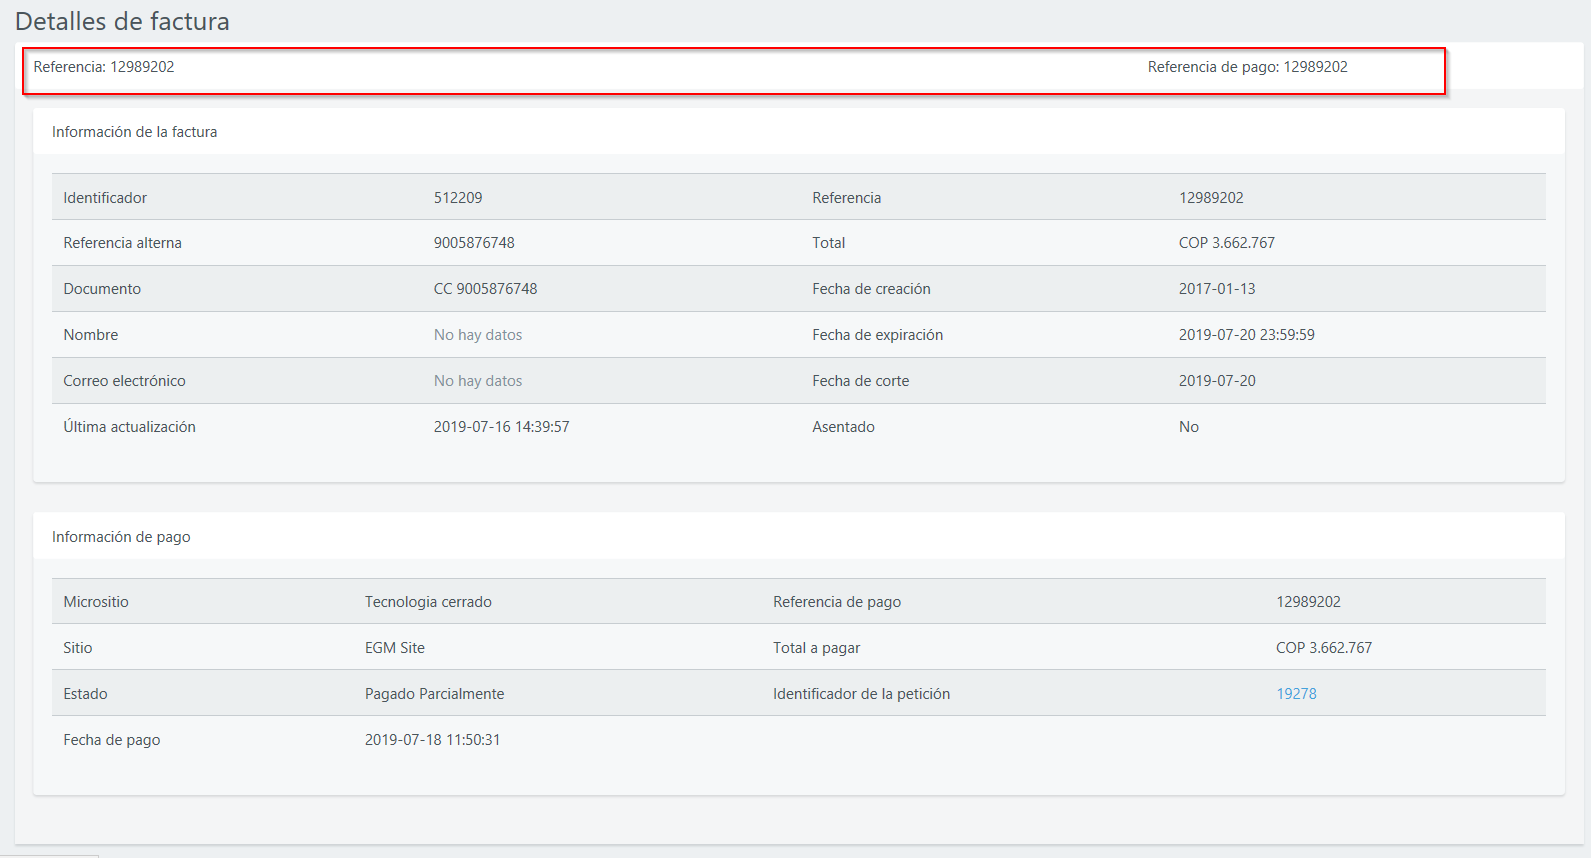 Detalles de factura
Referencia: 12989202 Referencia de pago: 12989202
Información de la factura
Identificador 512209 Referencia 12989202
Referencia alterna 9005876748 Total COP 3.662.767
Documento CC 9005876748 Fecha de creación 2017-01-13
Nombre No hay datos Fecha de expiración 2019-07-20 23:59:59
Correo electrónico No hay datos Fecha de corte 2019-07-20
Última actualización 2019-07-16 14:39:57 Asentado No
Información de pago
Micrositio Tecnologia cerrado Referencia de pago 12989202
Sitio EGM Site Total a pagar COP 3.662.767
Estado Pagado Parcialmente Identificador de la petición 19278
Fecha de pago 2019-07-18 11:50:31